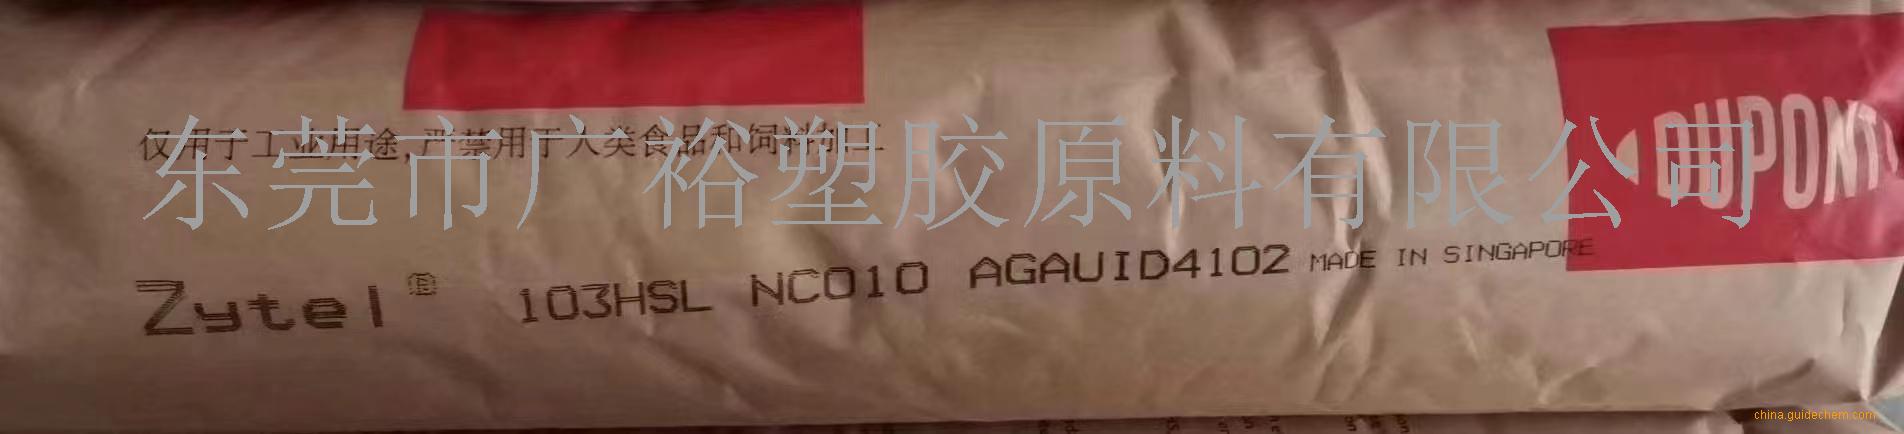 仅用于工业用途,严禁用于人类食品和饲料加工
东莞市广裕塑胶原料有限公司
DUPONT
Zytel® 103HSL NC010 AGAUID4102 MADE IN SINGAPORE
china.guidechem.com